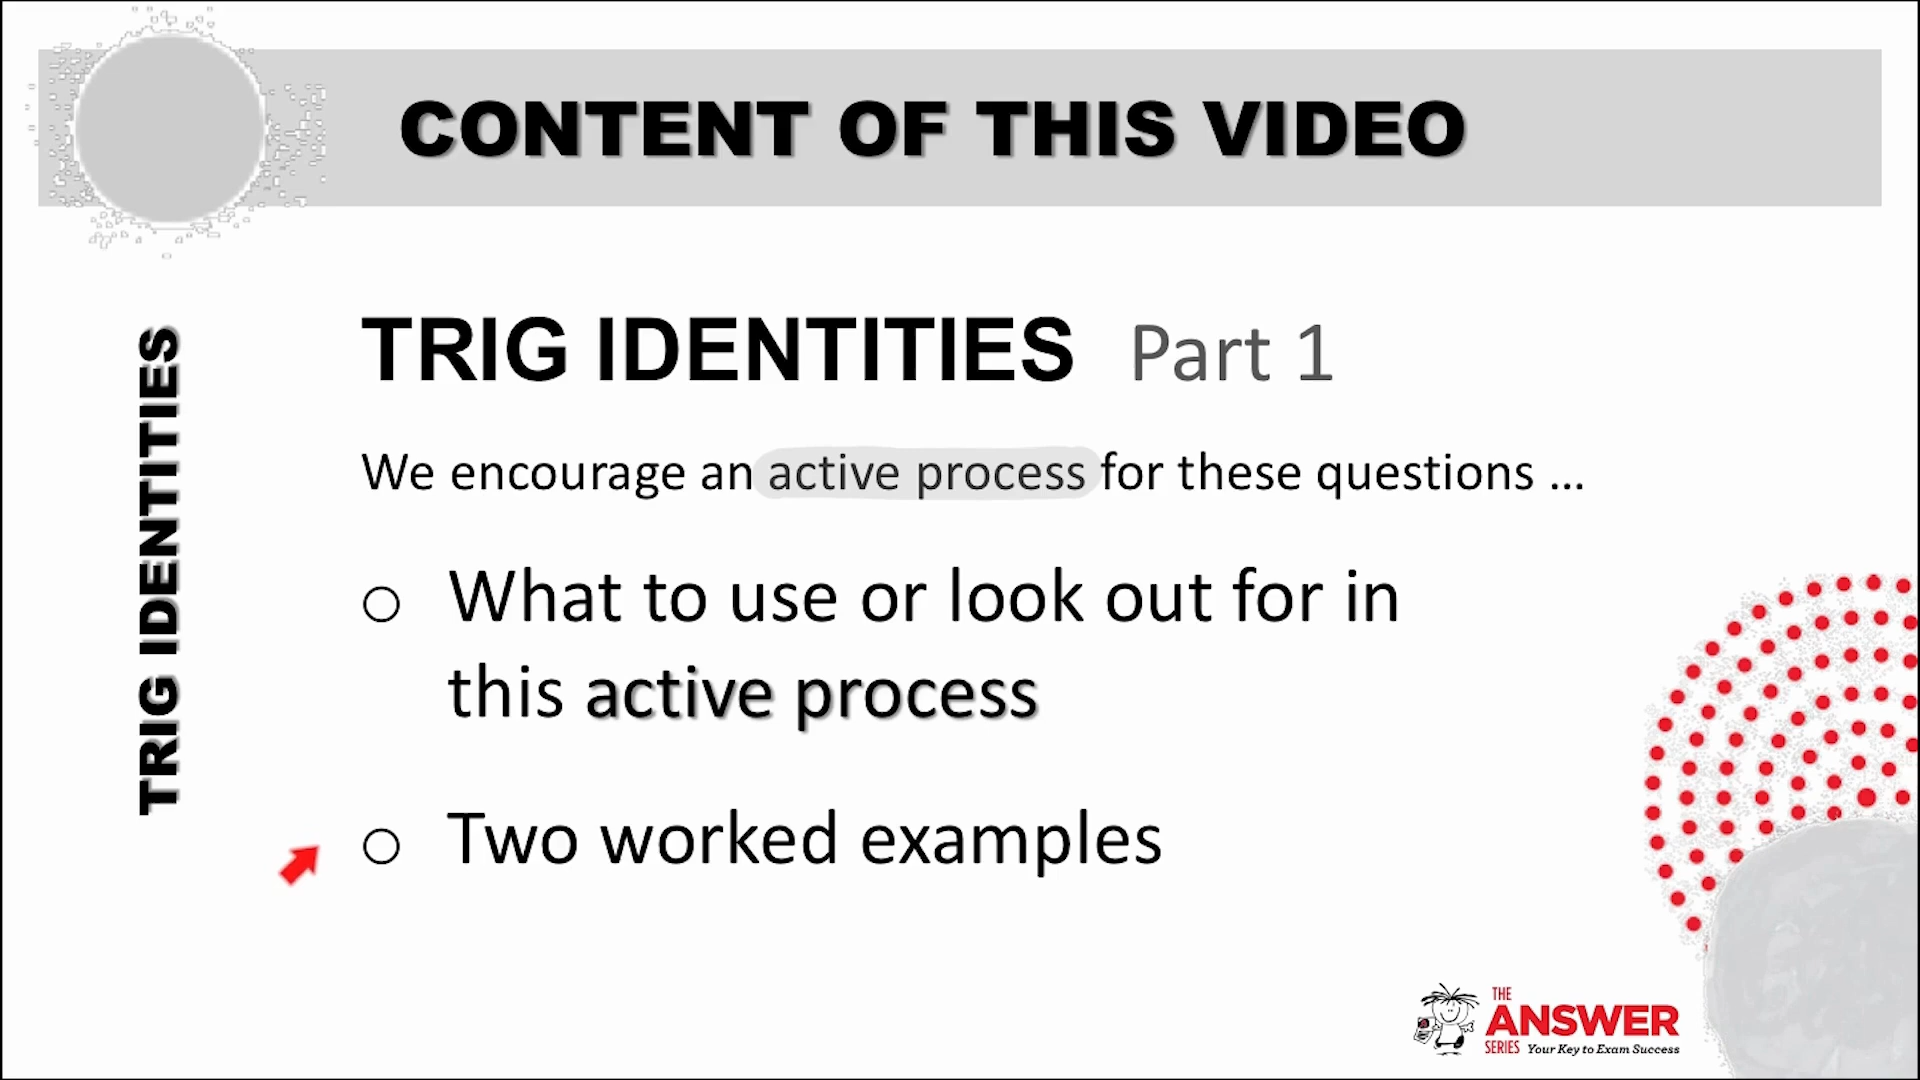 CONTENT OF THIS VIDEO
TRIG IDENTITIES
TRIG IDENTITIES Part 1
We encourage an active process for these questions ...
o What to use or look out for in
this active process
o Two worked examples
THE
ANSWER
SERIES Your Key to Exam Success